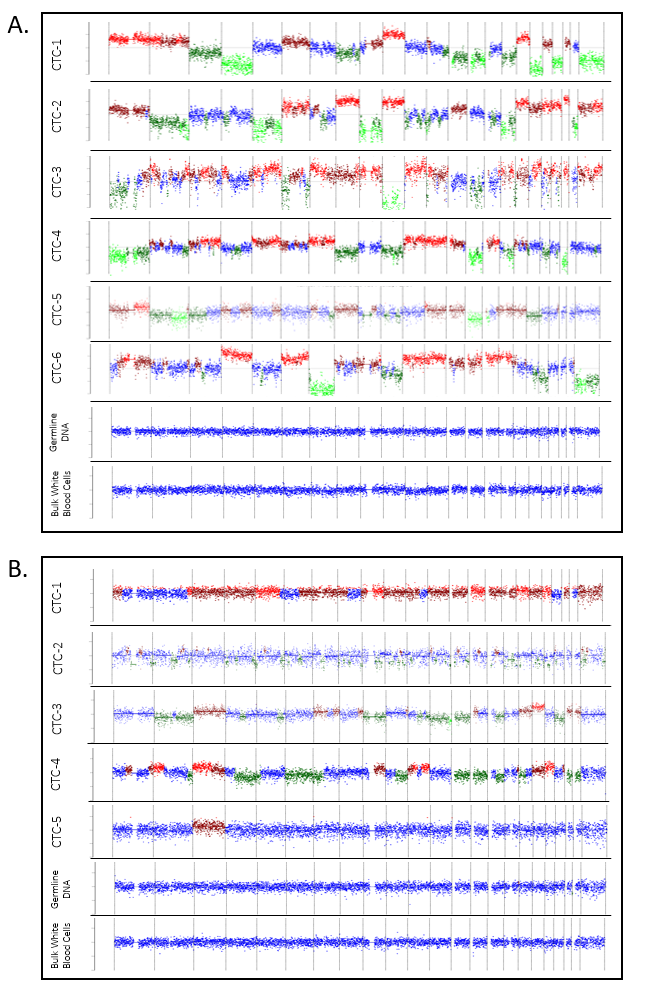 A.
CTC-1
CTC-2
CTC-3
CTC-4
CTC-5
CTC-6
Germline
DNA
Bulk White
Blood Cells
B.
CTC-1
CTC-2
CTC-3
CTC-4
CTC-5
Germline
DNA
Bulk White
Blood Cells